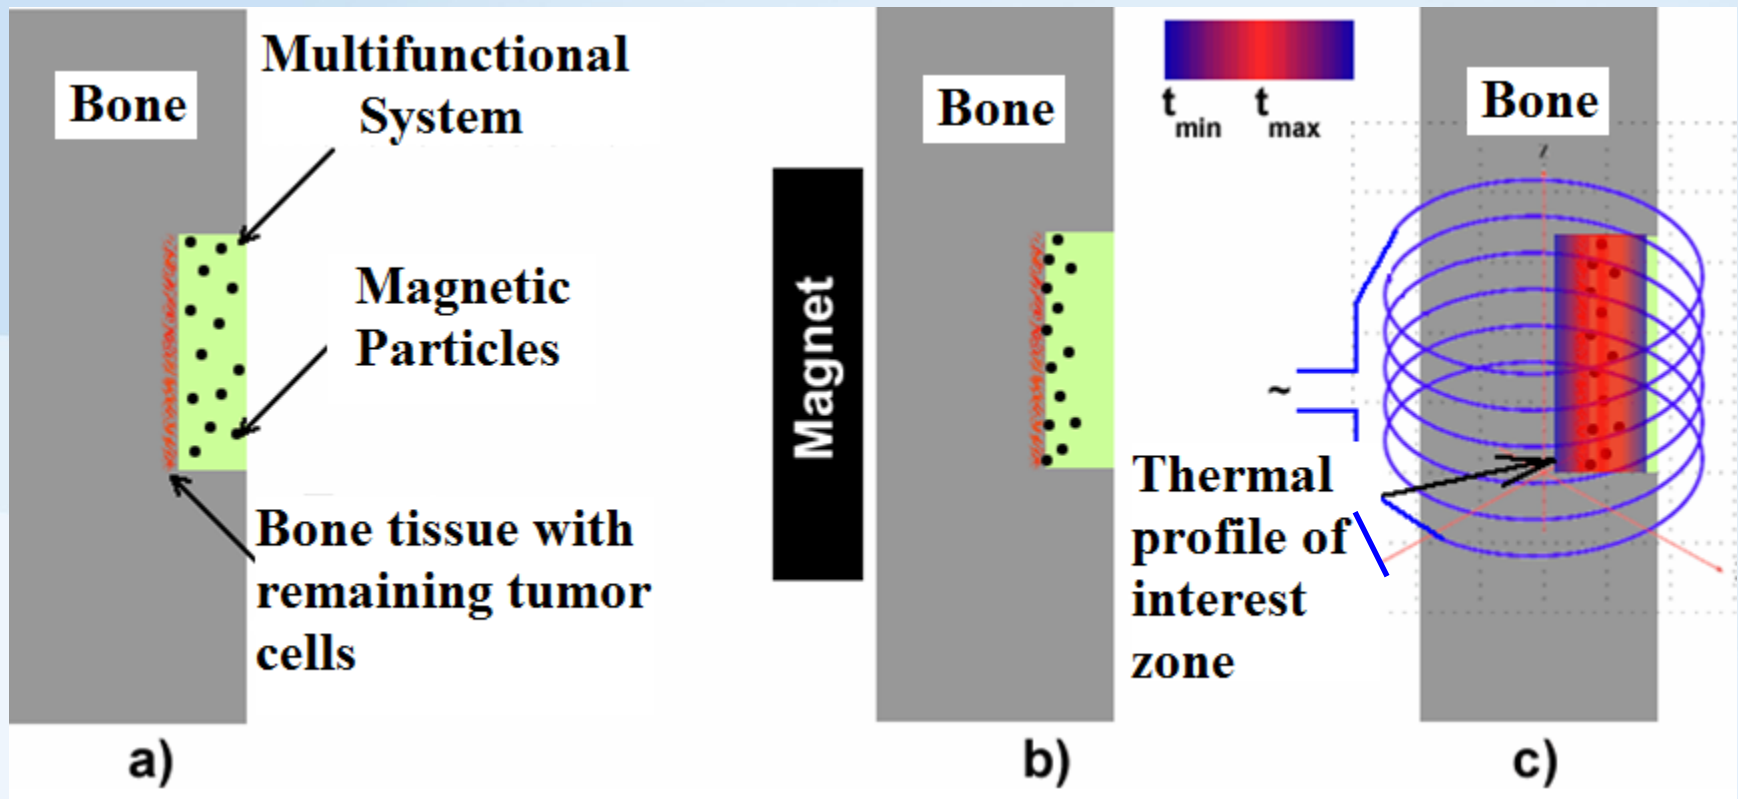 Bone
Multifunctional
System
Magnetic
Particles
Bone tissue with
remaining tumor
cells
a)
Magnet
Bone
b)
t min t max
Bone
z
~
Thermal
profile of
interest
zone
c)